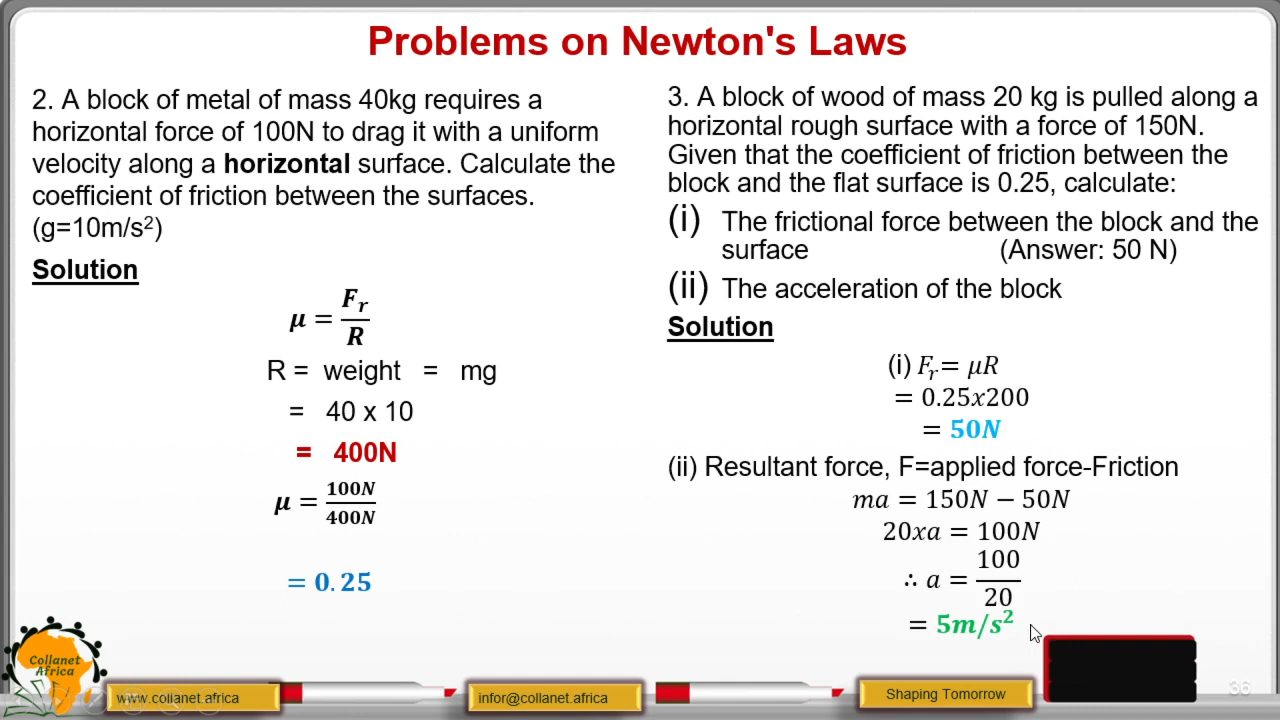 Problems on Newton's Laws
2. A block of metal of mass 40kg requires a
horizontal force of 100N to drag it with a uniform
velocity along a horizontal surface. Calculate the
coefficient of friction between the surfaces.
(g=10m/s²)
Solution
μ = Fᵣ/R
R = weight = mg
= 40 x 10
= 400N
μ = 100N/400N
= 0.25
3. A block of wood of mass 20 kg is pulled along a
horizontal rough surface with a force of 150N.
Given that the coefficient of friction between the
block and the flat surface is 0.25, calculate:
(i) The frictional force between the block and the
surface (Answer: 50 N)
(ii) The acceleration of the block
Solution
(i) Fᵣ= μR
= 0.25x200
= 50N
(ii) Resultant force, F=applied force-Friction
ma = 150N − 50N
20xa = 100N
∴ a = 100/20
= 5m/s²
Collanet
Africa
www.collanet.africa
infor@collanet.africa
Shaping Tomorrow
36